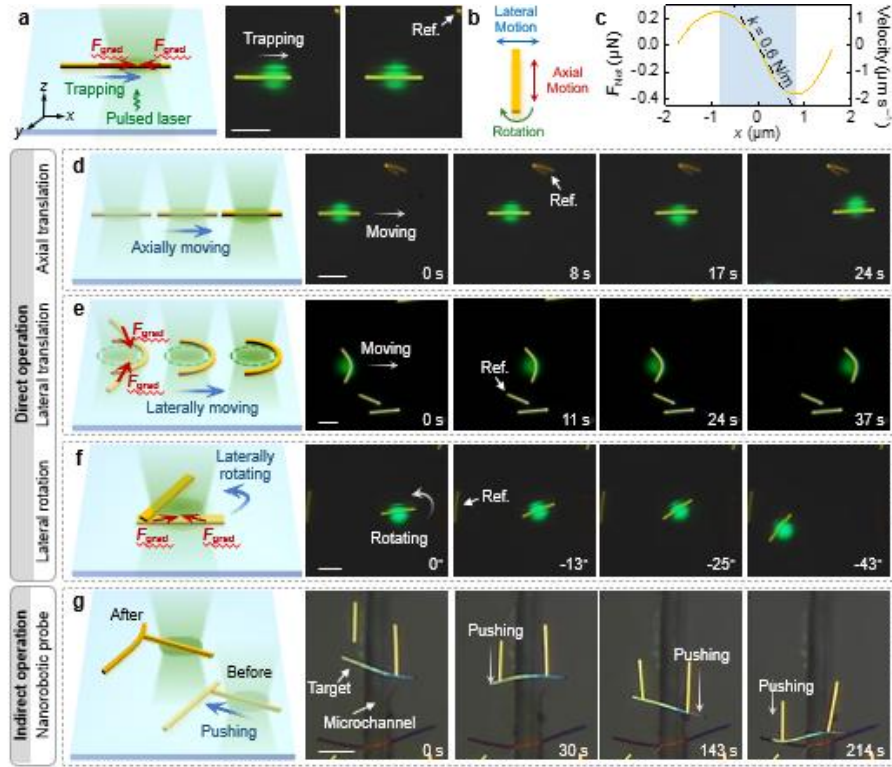 a
F_grad F_grad
Trapping
z
x
y
Pulsed laser
Trapping
Ref.
b
Lateral
Motion
Axial
Motion
Rotation
c
F_Net (µN)
0.2
0.0
-0.2
-0.4
k = 0.6 N/m
Velocity (µm s⁻¹)
1
0
-1
-2
-2 -1 0 1 2
x (µm)
Direct operation
Axial translation
d
Axially moving
Moving
0 s
Ref.
8 s
17 s
24 s
Lateral translation
e
F_grad
F_grad
Laterally moving
Moving
0 s
Ref.
11 s
24 s
37 s
Lateral rotation
f
Laterally
rotating
F_grad F_grad
Rotating
0°
Ref.
-13°
-25°
-43°
Indirect operation
Nanorobotic probe
g
After
Before
Pushing
Target
Microchannel
0 s
Pushing
30 s
Pushing
143 s
Pushing
214 s